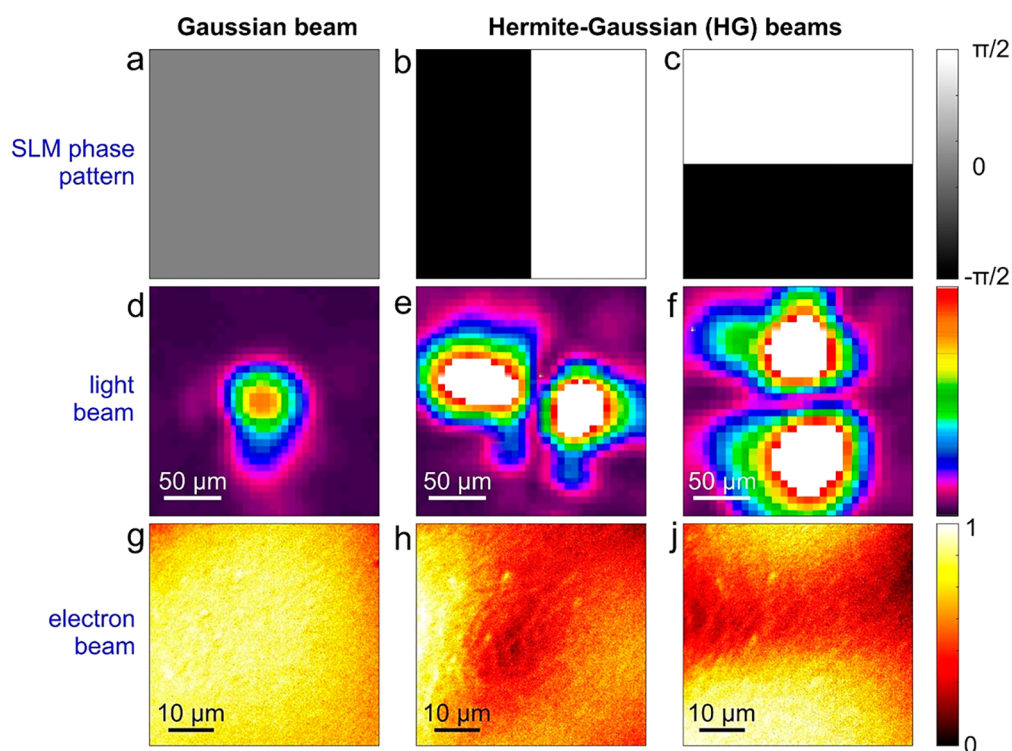 Gaussian beam
Hermite-Gaussian (HG) beams
a
b
c
π/2
0
-π/2
SLM phase
pattern
d
e
f
light
beam
50 μm
50 μm
50 μm
g
h
j
1
electron
beam
10 μm
10 μm
10 μm
0